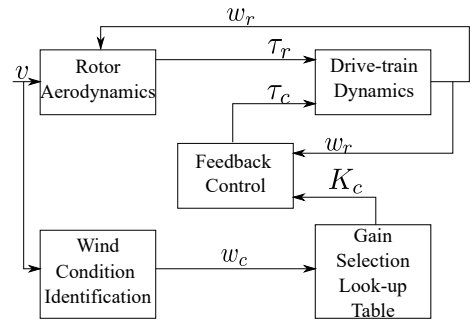 w_r
v
Rotor
Aerodynamics
τ_r
Drive-train
Dynamics
τ_c
Feedback
Control
w_r
K_c
Wind
Condition
Identification
w_c
Gain
Selection
Look-up
Table